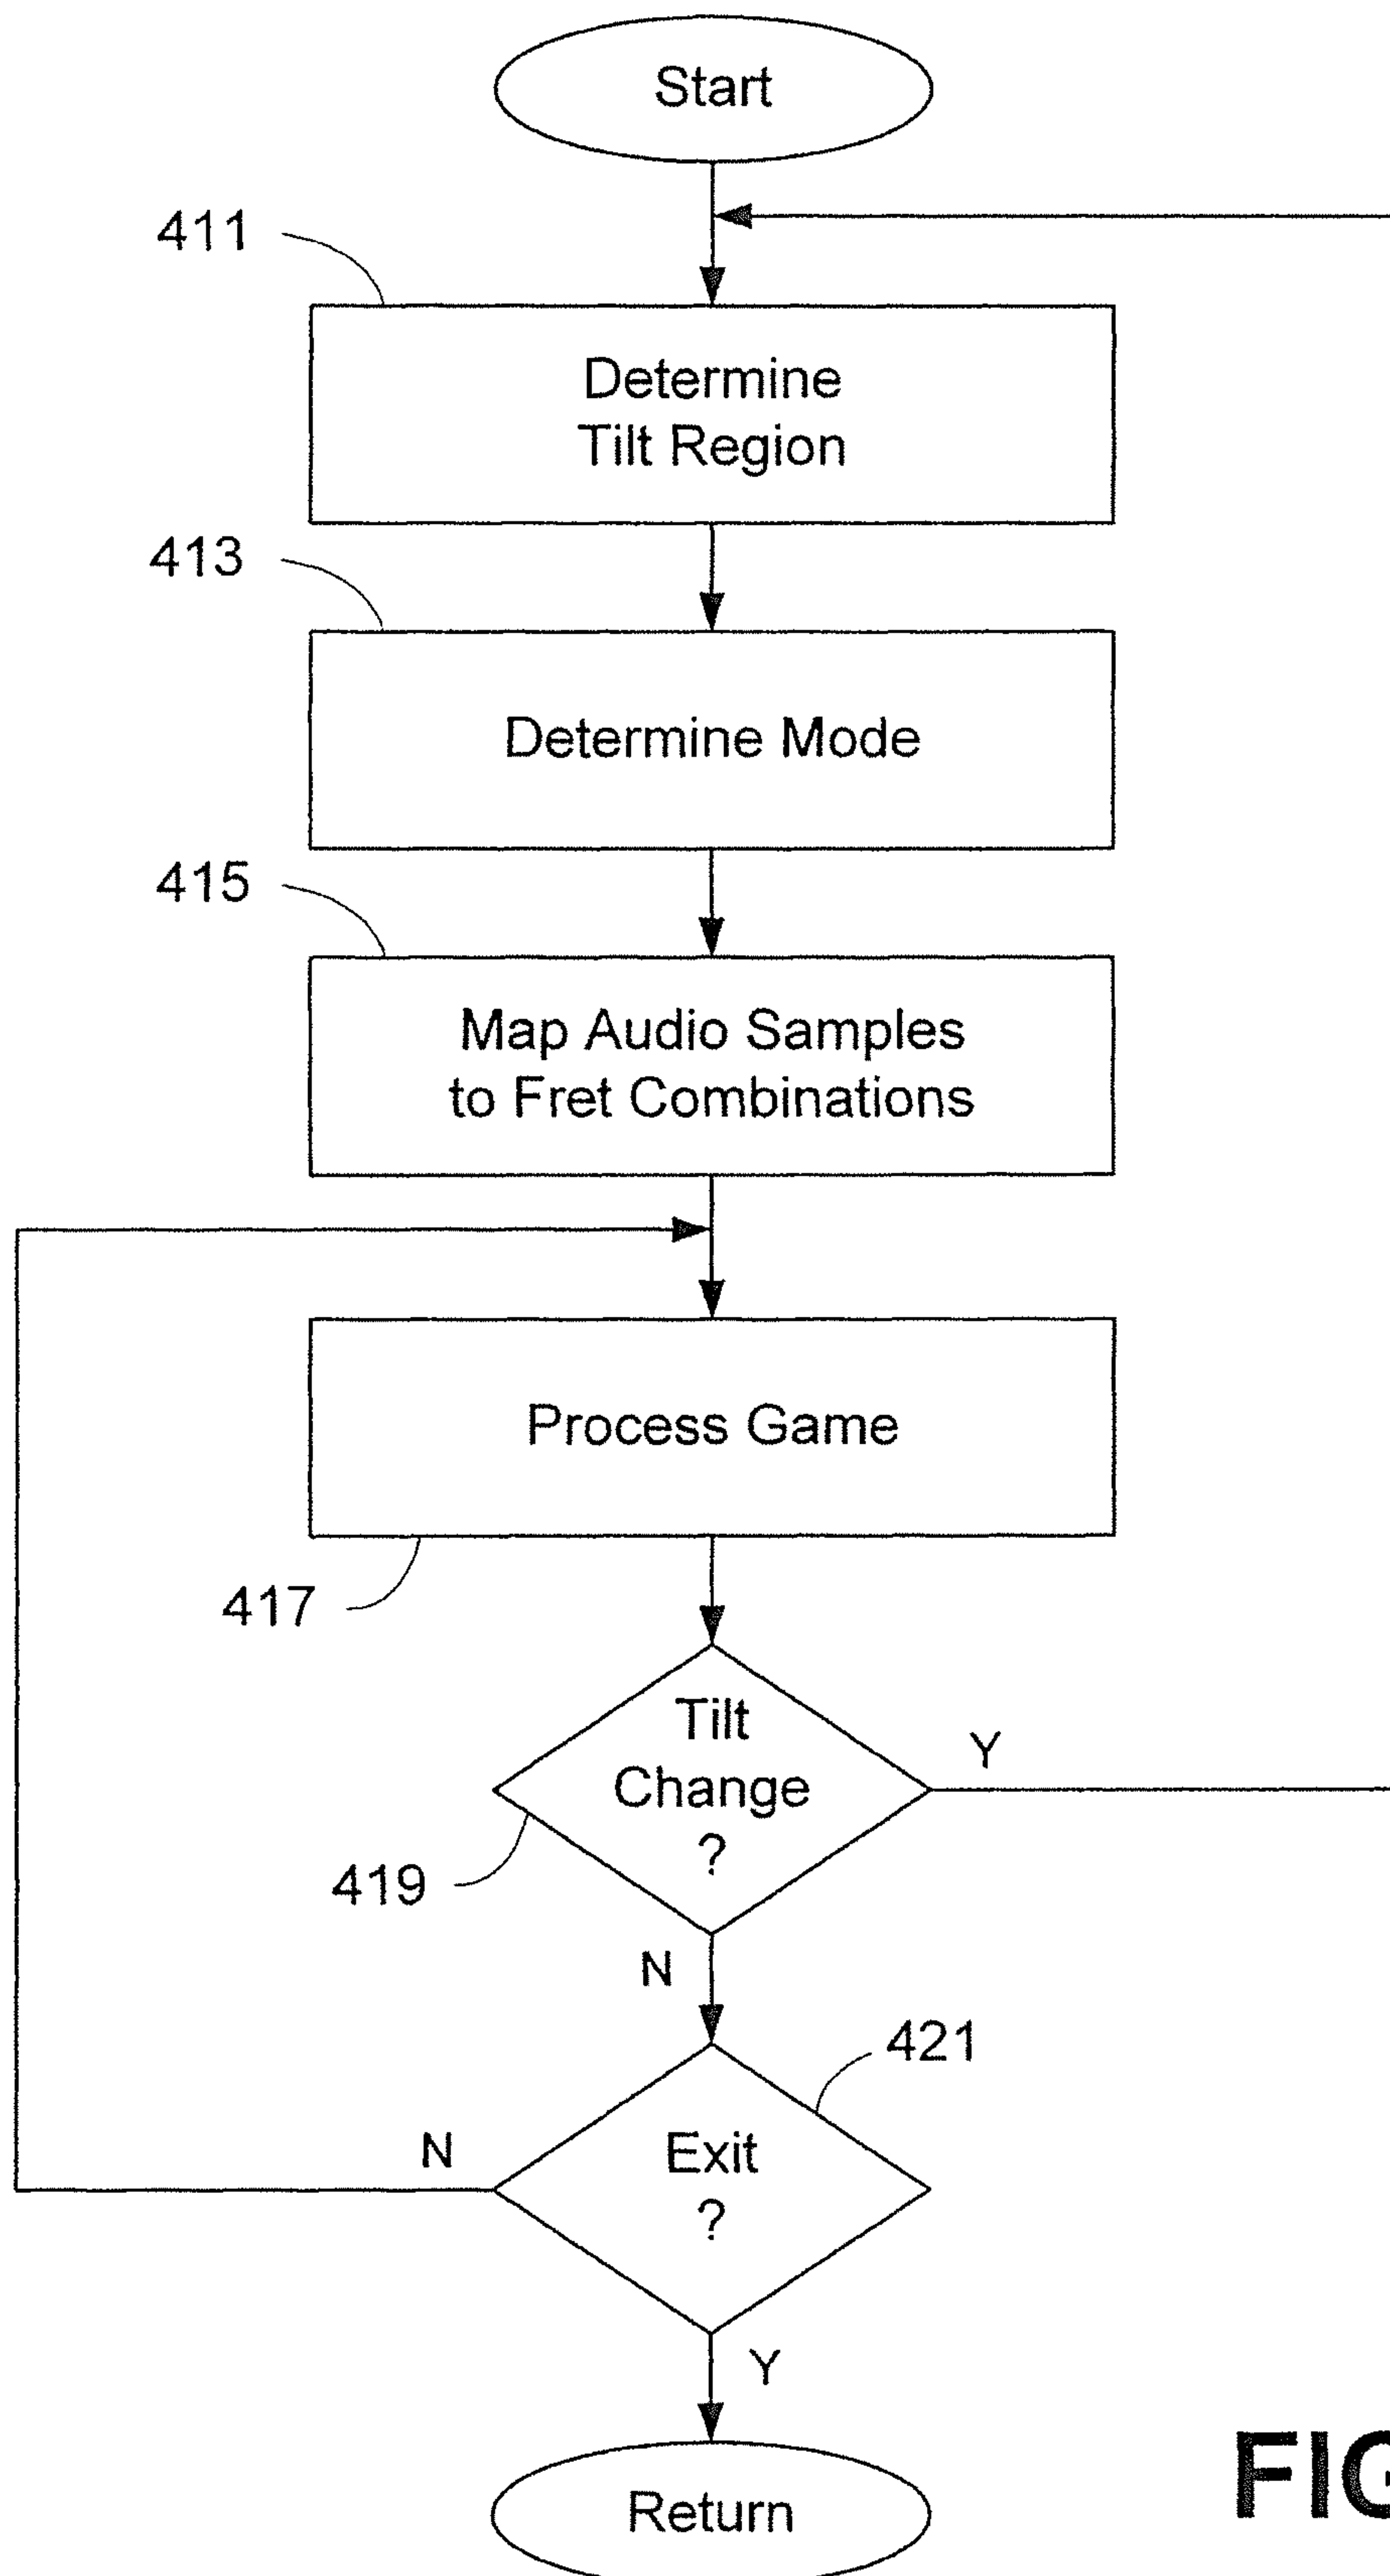 Start
411
Determine
Tilt Region
413
Determine Mode
415
Map Audio Samples
to Fret Combinations
Process Game
417
Tilt
Change
?
Y
419
N
421
Exit
?
N
Y
Return
FIG